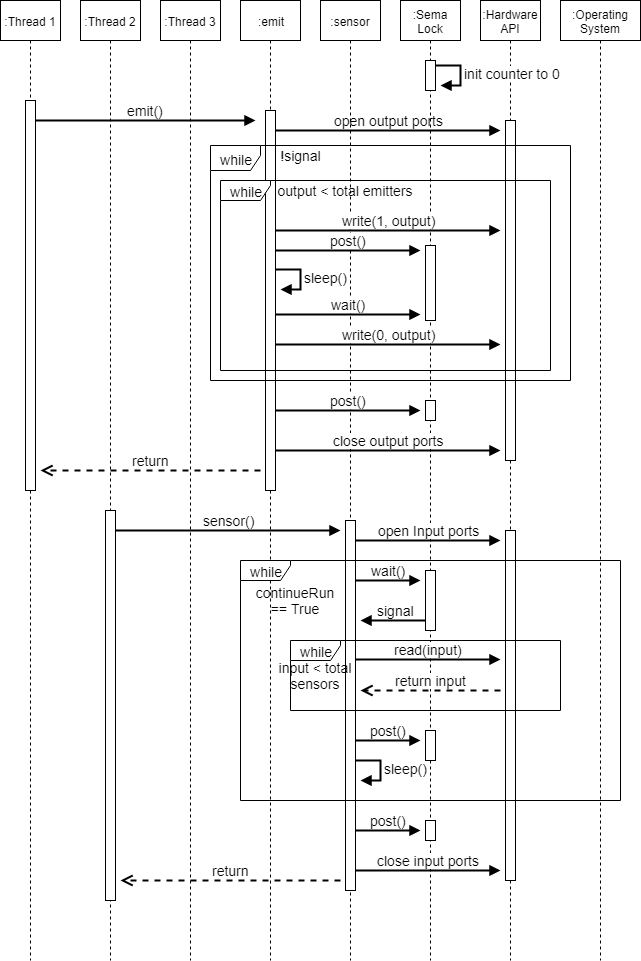 :Thread 1
:Thread 2
:Thread 3
:emit
:sensor
:Sema
Lock
:Hardware
API
:Operating
System
init counter to 0
emit()
open output ports
while
!signal
while
output < total emitters
write(1, output)
post()
sleep()
wait()
write(0, output)
post()
close output ports
return
sensor()
open Input ports
while
wait()
continueRun
== True
signal
while
read(input)
input < total
sensors
return input
post()
sleep()
post()
close input ports
return